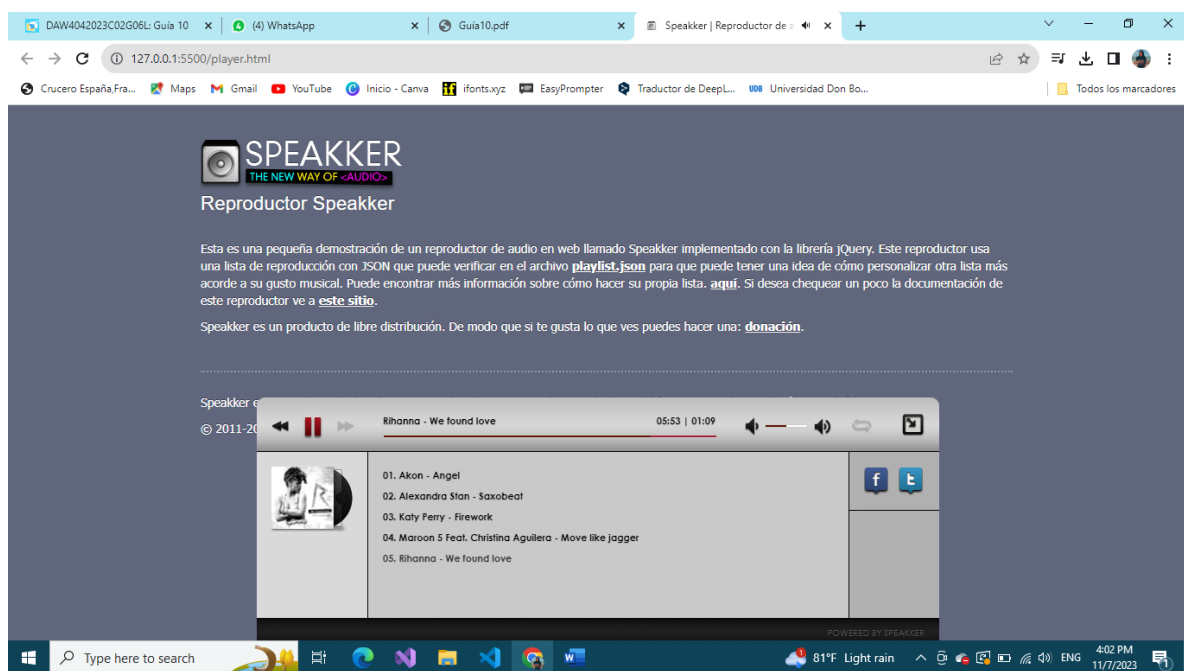 DAW4042023C02G06L: Guía 10
(4) WhatsApp
Guía10.pdf
Speakker | Reproductor de a
127.0.0.1:5500/player.html
Crucero España,Fra...
Maps
Gmail
YouTube
Inicio - Canva
ifonts.xyz
EasyPrompter
Traductor de DeepL...
UDB Universidad Don Bo...
Todos los marcadores
SPEAKKER
THE NEW WAY OF <AUDIO>
Reproductor Speakker
Esta es una pequeña demostración de un reproductor de audio en web llamado Speakker implementado con la librería jQuery. Este reproductor usa
una lista de reproducción con JSON que puede verificar en el archivo playlist.json para que puede tener una idea de cómo personalizar otra lista más
acorde a su gusto musical. Puede encontrar más información sobre cómo hacer su propia lista. aquí. Si desea chequear un poco la documentación de
este reproductor ve a este sitio.
Speakker es un producto de libre distribución. De modo que si te gusta lo que ves puedes hacer una: donación.
Speakker e
© 2011-20
Rihanna - We found love
05:53 | 01:09
01. Akon - Angel
02. Alexandra Stan - Saxobeat
03. Katy Perry - Firework
04. Maroon 5 Feat. Christina Aguilera - Move like jagger
05. Rihanna - We found love
f
t
R
POWERED BY SPEAKKER
Type here to search
81°F Light rain
ENG
4:02 PM
11/7/2023